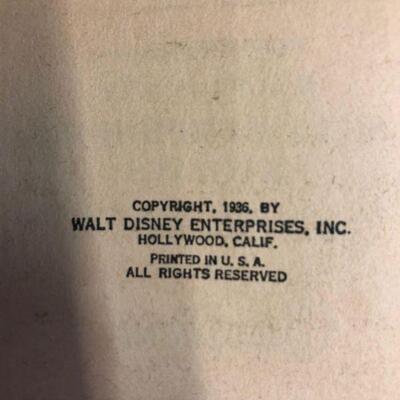 COPYRIGHT, 1936, BY
WALT DISNEY ENTERPRISES, INC.
HOLLYWOOD, CALIF.
PRINTED IN U. S. A.
ALL RIGHTS RESERVED